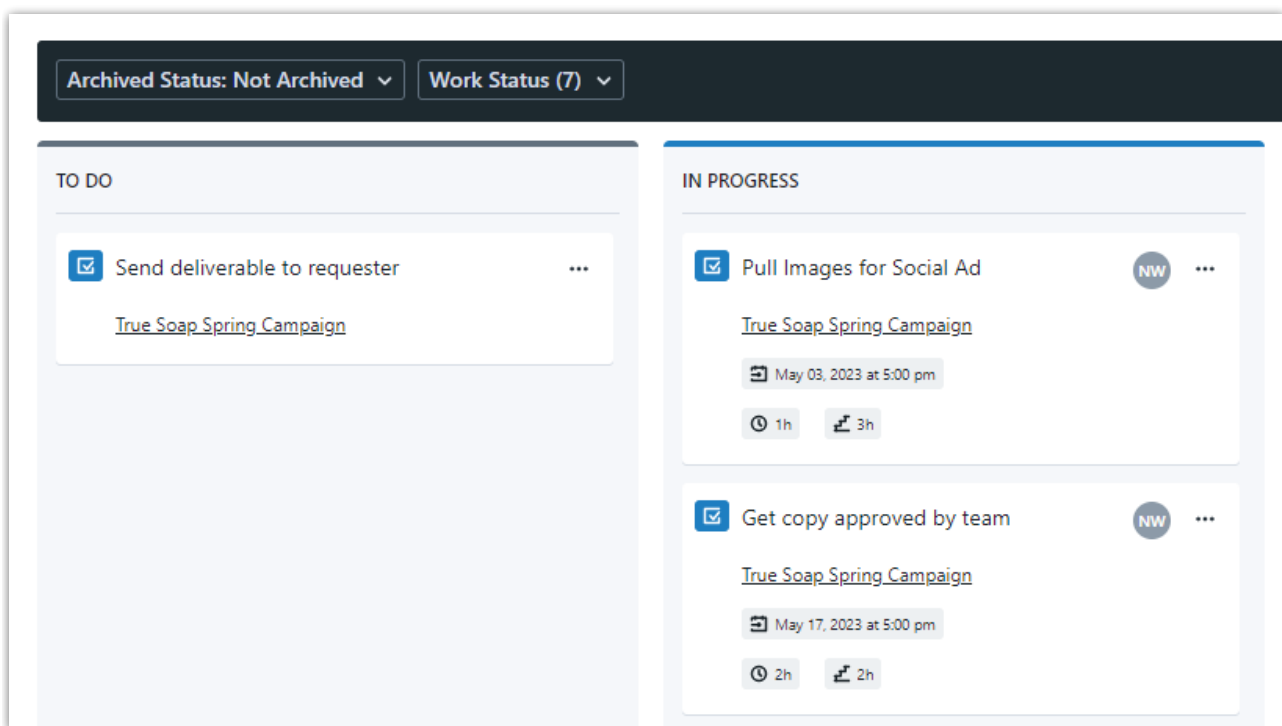 Archived Status: Not Archived
Work Status (7)
TO DO
Send deliverable to requester
True Soap Spring Campaign
IN PROGRESS
Pull Images for Social Ad
NW
True Soap Spring Campaign
May 03, 2023 at 5:00 pm
1h
3h
Get copy approved by team
NW
True Soap Spring Campaign
May 17, 2023 at 5:00 pm
2h
2h